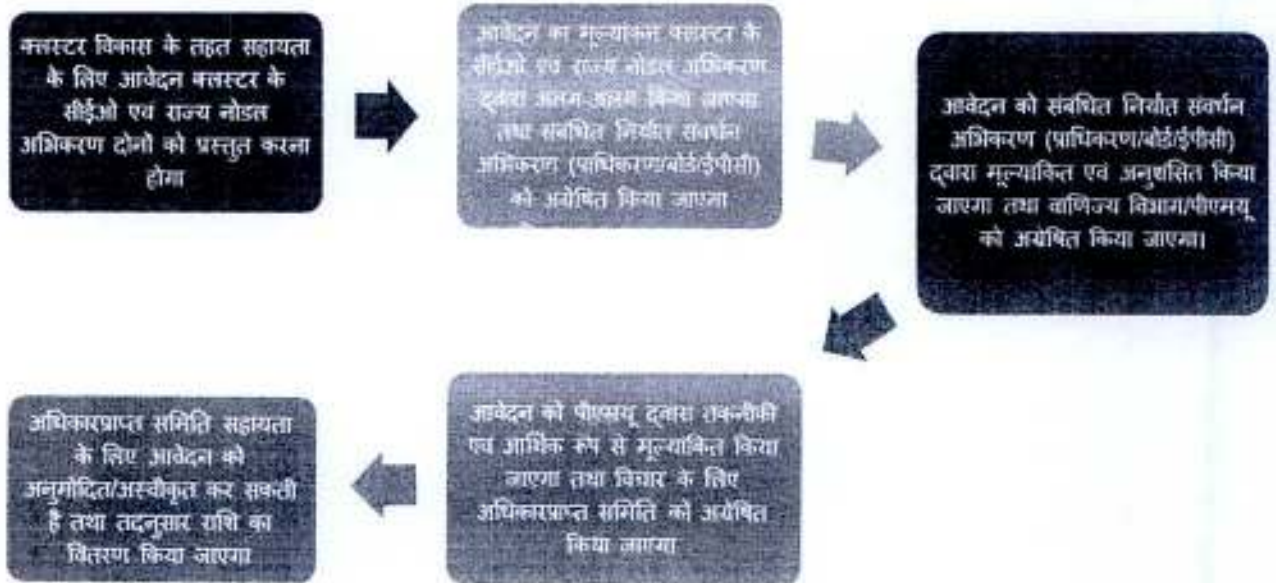 क्लस्टर विकास के तहत सहायता
के लिए आवेदन क्लस्टर के
सीईओ एवं राज्य नोडल
अभिकरण दोनों को प्रस्तुत करना
होगा
आवेदन का मूल्यांकन क्लस्टर के
सीईओ एवं राज्य नोडल अभिकरण
द्वारा अलग-अलग किया जाएगा
तथा संबंधित निर्यात संवर्धन
अभिकरण (प्राधिकरण/बोर्ड/ईपीसी)
को अग्रेषित किया जाएगा
आवेदन को संबंधित निर्यात संवर्धन
अभिकरण (प्राधिकरण/बोर्ड/ईपीसी)
द्वारा मूल्यांकित एवं अनुशंसित किया
जाएगा तथा वाणिज्य विभाग/पीएमयू
को अग्रेषित किया जाएगा।
आवेदन को पीएमयू द्वारा तकनीकी
एवं आर्थिक रूप से मूल्यांकित किया
जाएगा तथा विचार के लिए
अधिकारप्राप्त समिति को अग्रेषित
किया जाएगा
अधिकारप्राप्त समिति सहायता
के लिए आवेदन को
अनुमोदित/अस्वीकृत कर सकती
है तथा तदनुसार राशि का
वितरण किया जाएगा